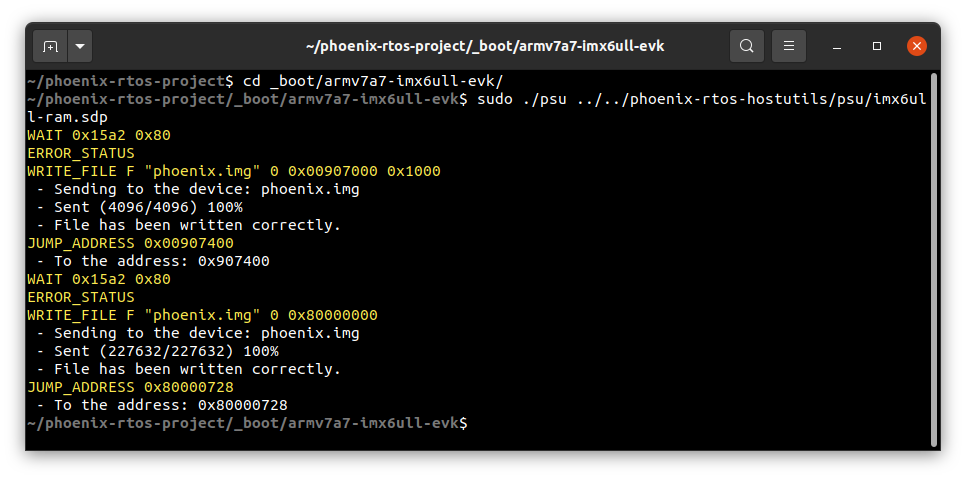 ~/phoenix-rtos-project/_boot/armv7a7-imx6ull-evk
~/phoenix-rtos-project$ cd _boot/armv7a7-imx6ull-evk/
~/phoenix-rtos-project/_boot/armv7a7-imx6ull-evk$ sudo ./psu ../../phoenix-rtos-hostutils/psu/imx6ul
l-ram.sdp
WAIT 0x15a2 0x80
ERROR_STATUS
WRITE_FILE F "phoenix.img" 0 0x00907000 0x1000
 - Sending to the device: phoenix.img
 - Sent (4096/4096) 100%
 - File has been written correctly.
JUMP_ADDRESS 0x00907400
 - To the address: 0x907400
WAIT 0x15a2 0x80
ERROR_STATUS
WRITE_FILE F "phoenix.img" 0 0x80000000
 - Sending to the device: phoenix.img
 - Sent (227632/227632) 100%
 - File has been written correctly.
JUMP_ADDRESS 0x80000728
 - To the address: 0x80000728
~/phoenix-rtos-project/_boot/armv7a7-imx6ull-evk$